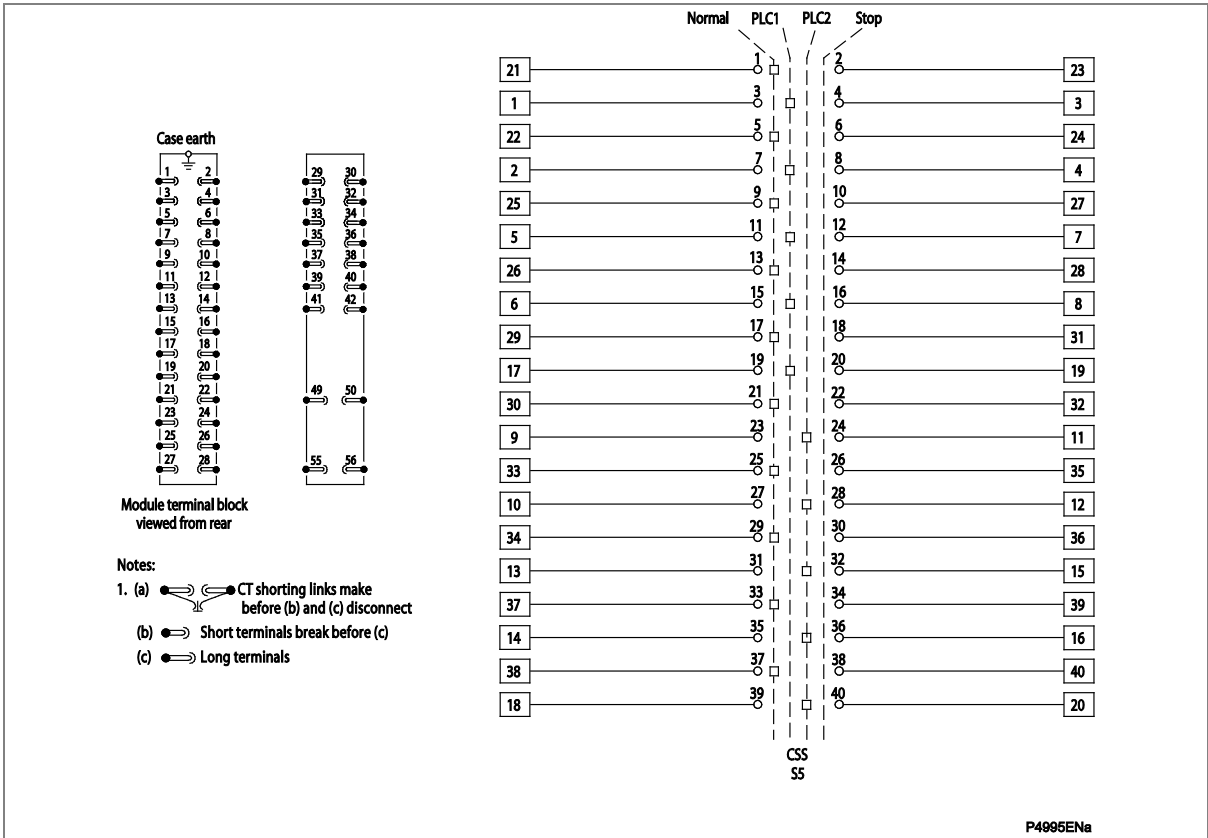 Normal PLC1 PLC2 Stop
21 1 2 23
1 3 4 3
22 5 6 24
2 7 8 4
25 9 10 27
5 11 12 7
26 13 14 28
6 15 16 8
29 17 18 31
17 19 20 19
30 21 22 32
9 23 24 11
33 25 26 35
10 27 28 12
34 29 30 36
13 31 32 15
37 33 34 39
14 35 36 16
38 37 38 40
18 39 40 20
CSS
S5
Case earth
1 2
3 4
5 6
7 8
9 10
11 12
13 14
15 16
17 18
19 20
21 22
23 24
25 26
27 28
29 30
31 32
33 34
35 36
37 38
39 40
41 42
49 50
55 56
Module terminal block
viewed from rear
Notes:
1. (a) CT shorting links make
before (b) and (c) disconnect
(b) Short terminals break before (c)
(c) Long terminals
P4995ENa